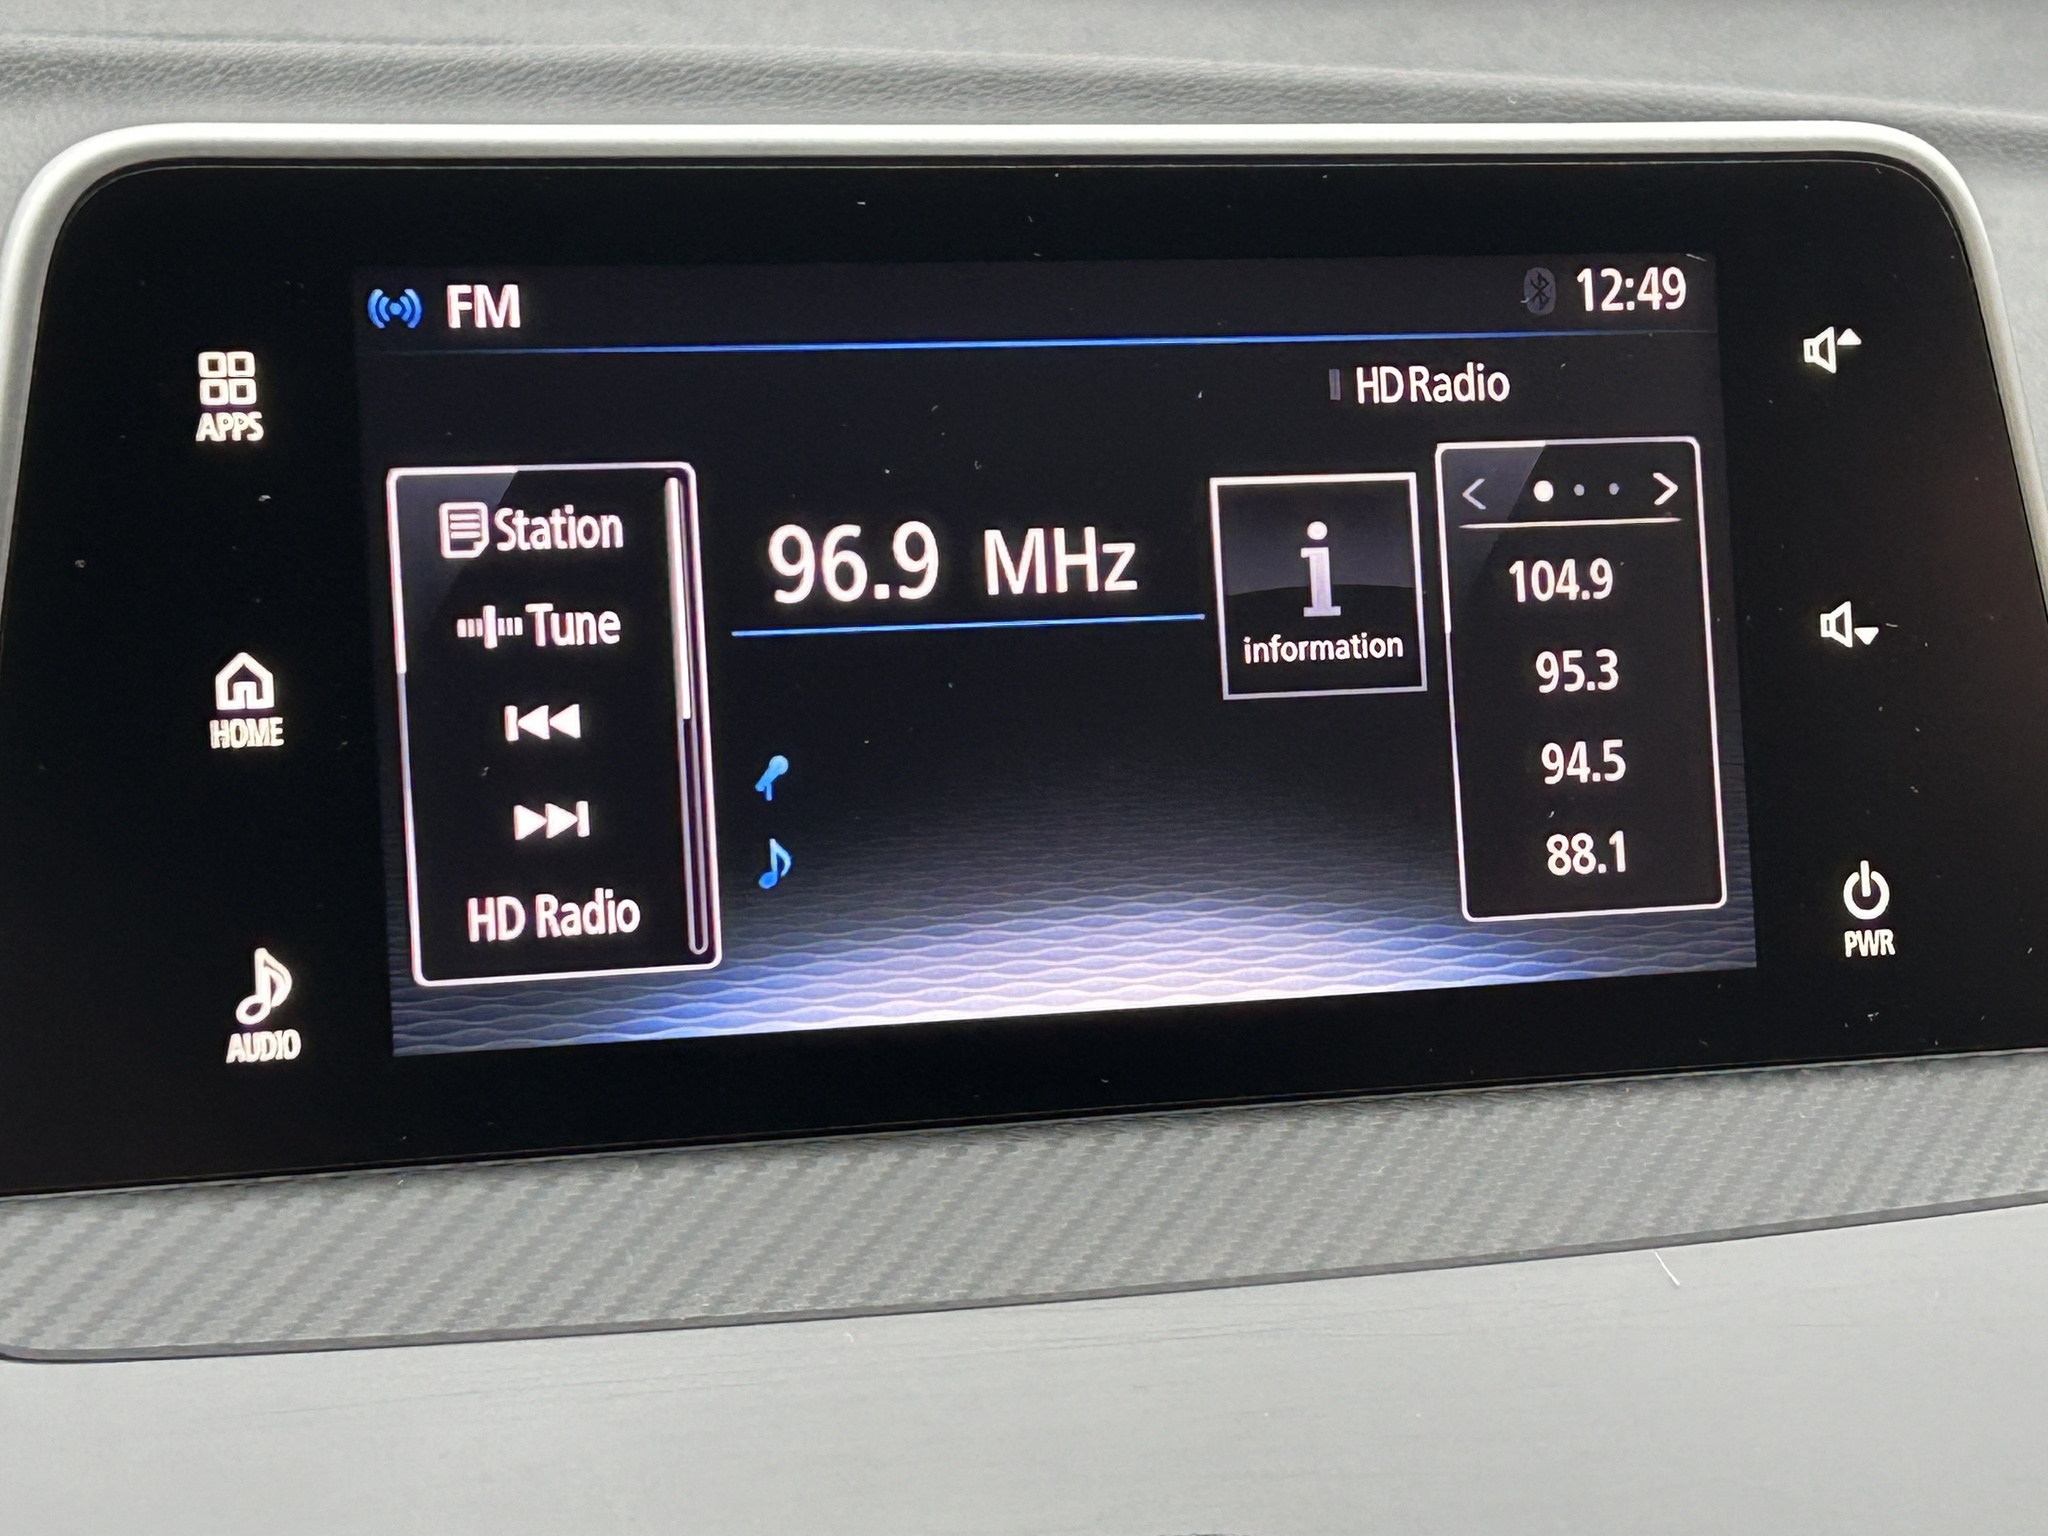 FM
12:49
HD Radio
APPS
Station
Tune
96.9 MHz
information
104.9
95.3
94.5
88.1
HOME
HD Radio
AUDIO
PWR